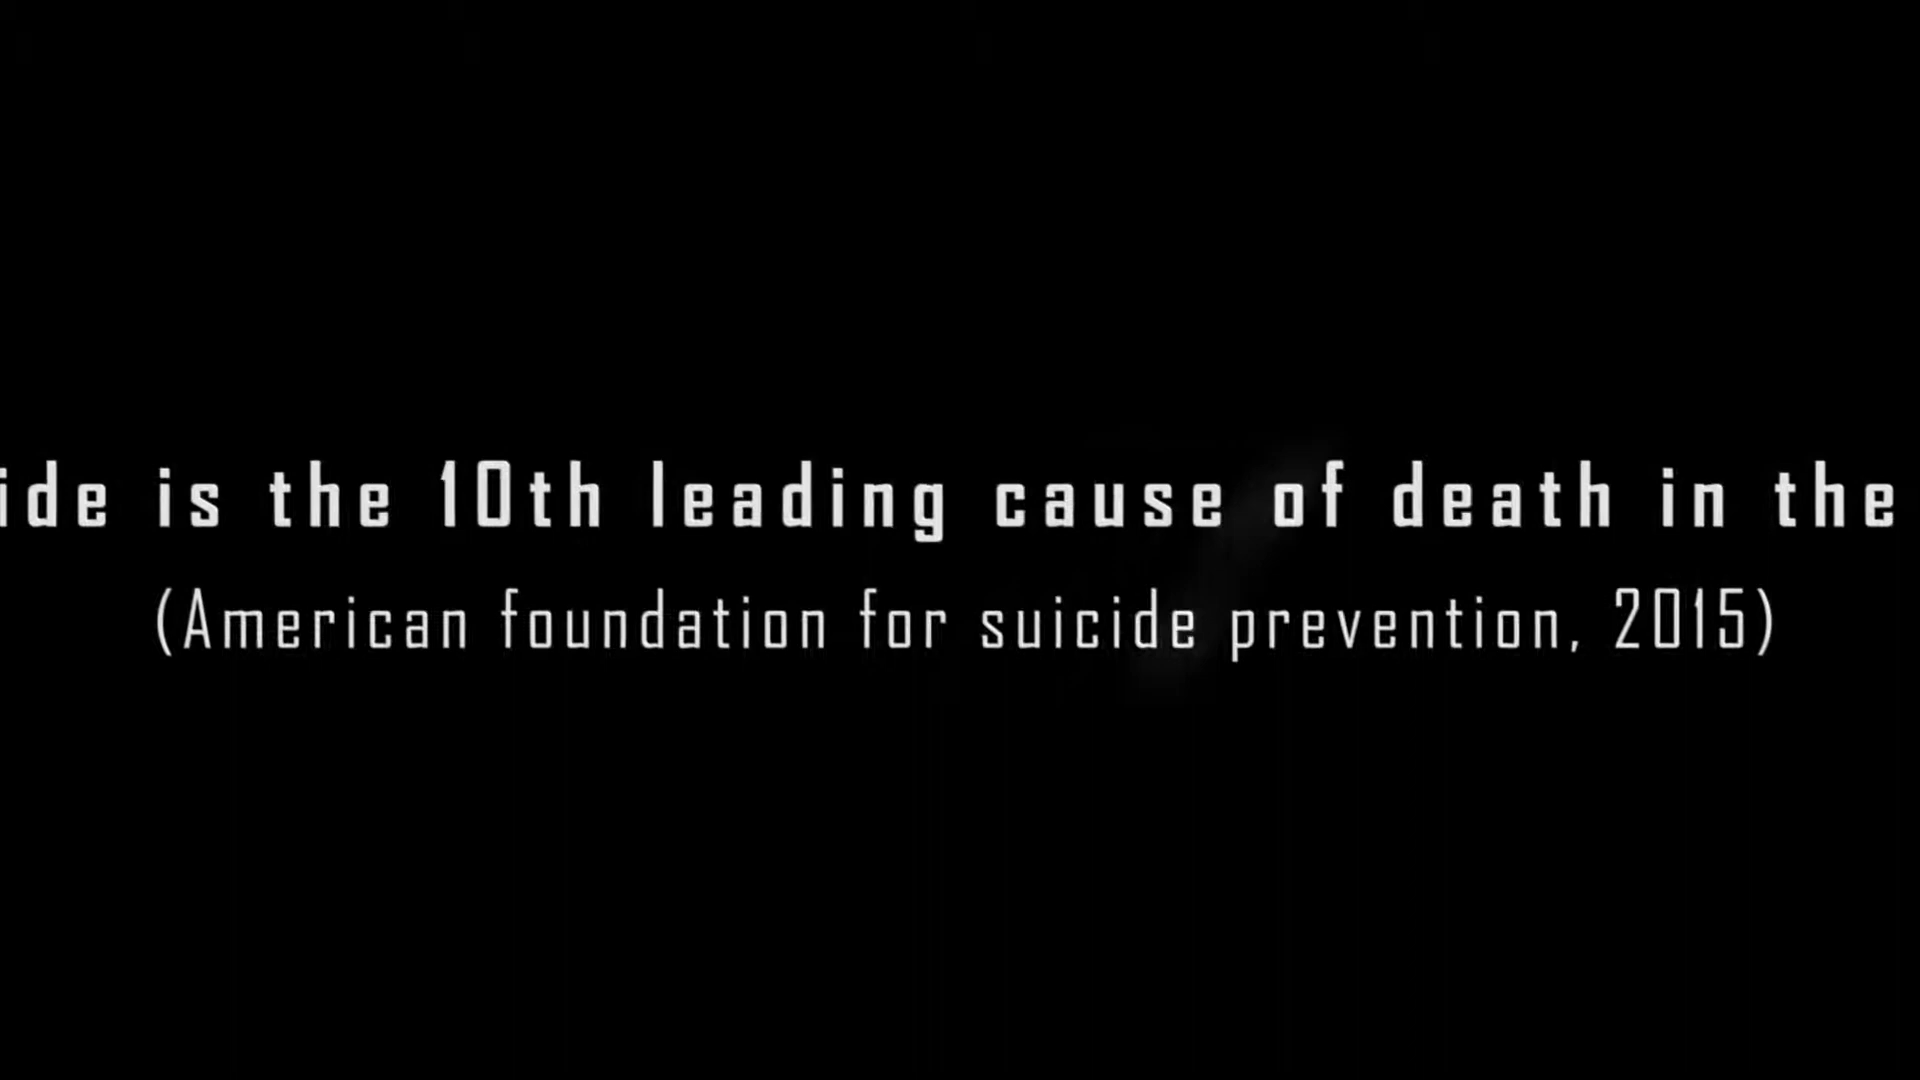 ide is the 10th leading cause of death in the
(American foundation for suicide prevention, 2015)